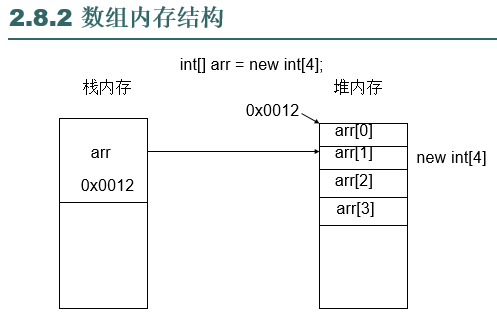 2.8.2 数组内存结构
int[] arr = new int[4];
栈内存
堆内存
0x0012
arr
0x0012
arr[0]
arr[1]
arr[2]
arr[3]
new int[4]